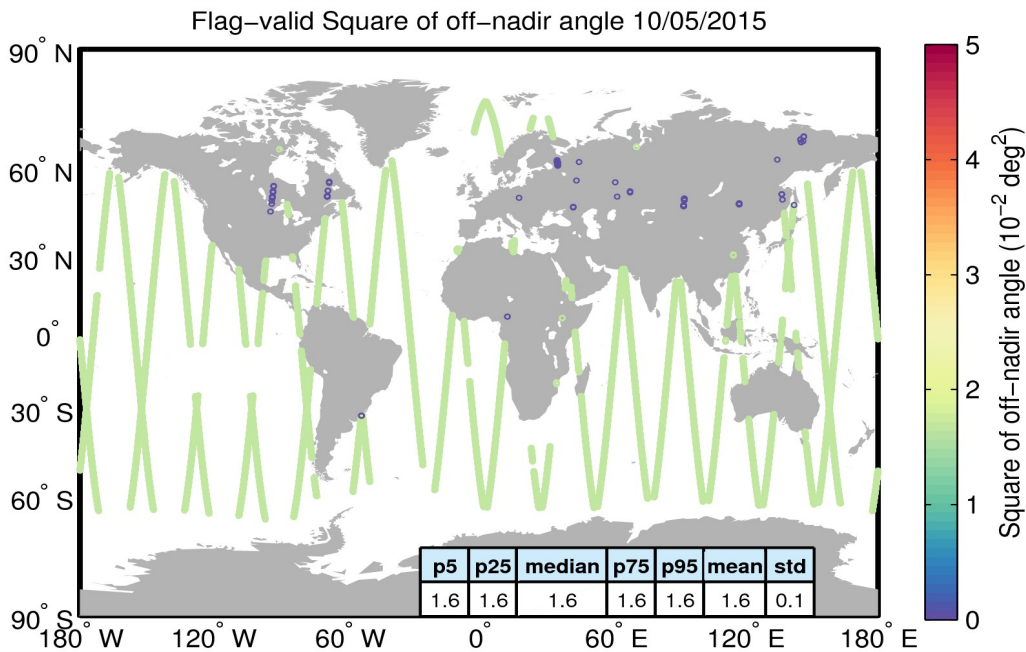 Flag−valid Square of off−nadir angle 10/05/2015
90° N
60° N
30° N
0°
30° S
60° S
90° S
180° W
120° W
60° W
0°
60° E
120° E
180° E
p5 p25 median p75 p95 mean std
1.6 1.6 1.6 1.6 1.6 1.6 0.1
5
4
3
2
1
0
Square of off−nadir angle (10⁻² deg²)